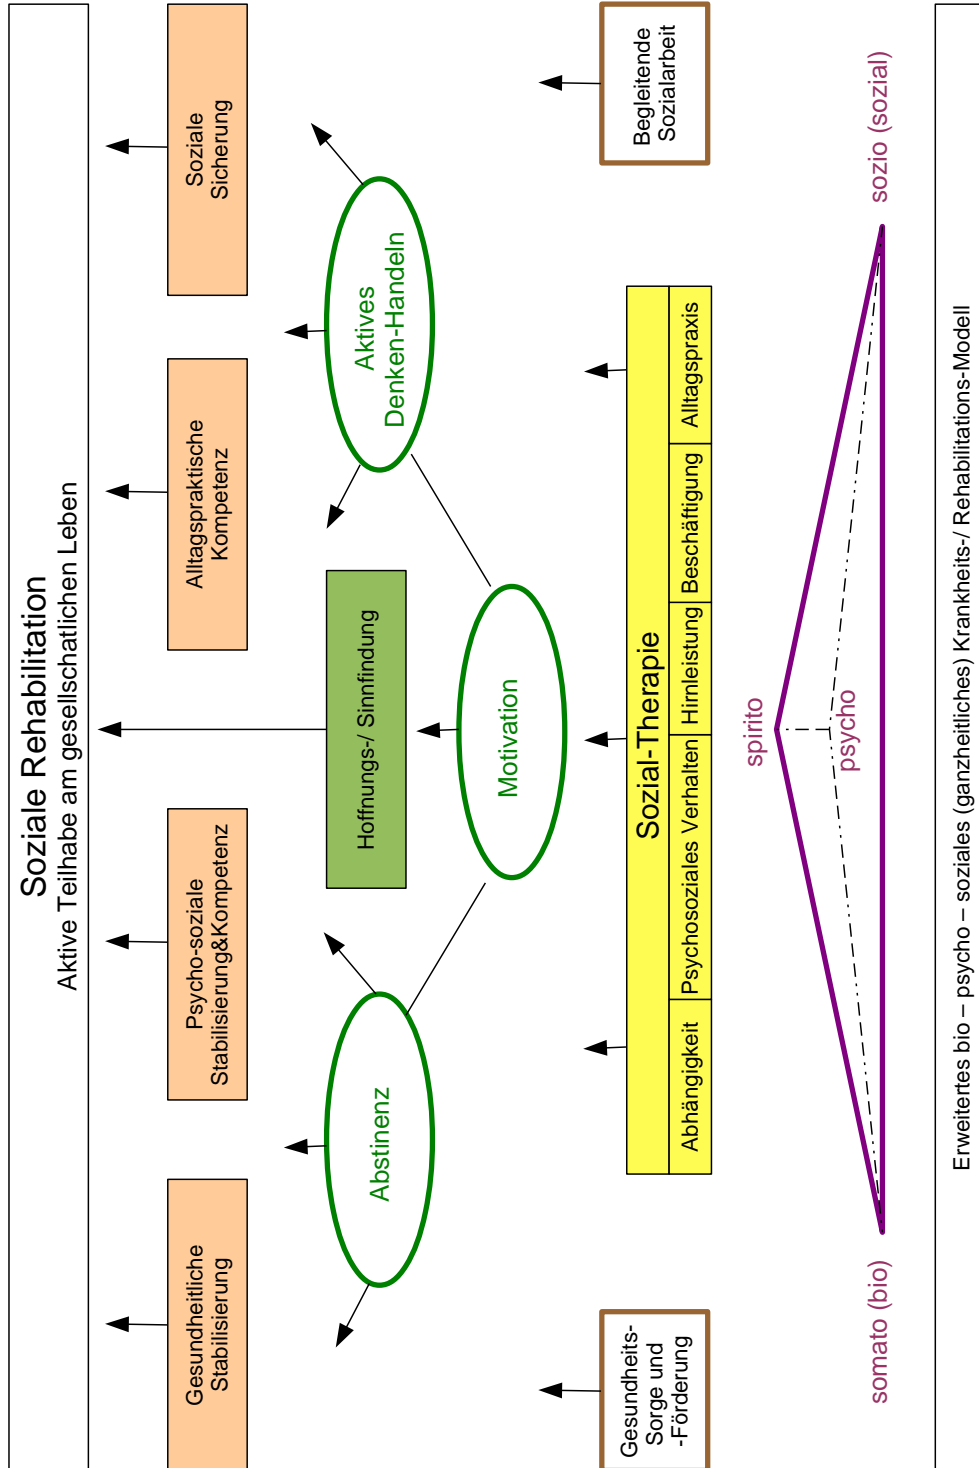 Soziale Rehabilitation
Aktive Teilhabe am gesellschatlichen Leben
Gesundheitliche
Stabilisierung
Psycho-soziale
Stabilisierung&Kompetenz
Alltagspraktische
Kompetenz
Soziale
Sicherung
Hoffnungs-/ Sinnfindung
Abstinenz
Aktives
Denken-Handeln
Motivation
Gesundheits-
Sorge und
-Förderung
Sozial-Therapie
Abhängigkeit
Psychosoziales Verhalten
Hirnleistung
Beschäftigung
Alltagspraxis
Begleitende
Sozialarbeit
spirito
psycho
somato (bio)
sozio (sozial)
Erweitertes bio – psycho – soziales (ganzheitliches) Krankheits-/ Rehabilitations-Modell